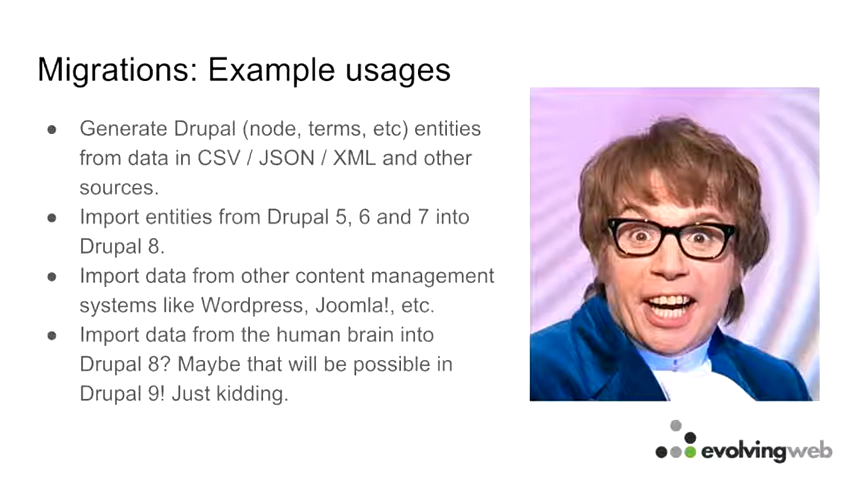 Migrations: Example usages
● Generate Drupal (node, terms, etc) entities
from data in CSV / JSON / XML and other
sources.
● Import entities from Drupal 5, 6 and 7 into
Drupal 8.
● Import data from other content management
systems like Wordpress, Joomla!, etc.
● Import data from the human brain into
Drupal 8? Maybe that will be possible in
Drupal 9! Just kidding.
evolvingweb